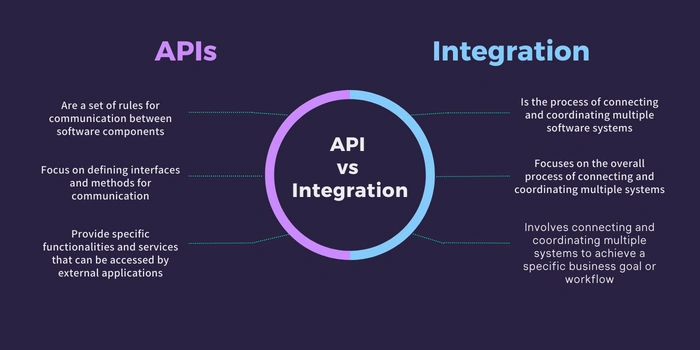 APIs
Are a set of rules for
communication between
software components
Focus on defining interfaces
and methods for
communication
Provide specific
functionalities and services
that can be accessed by
external applications
API
vs
Integration
Integration
Is the process of connecting
and coordinating multiple
software systems
Focuses on the overall
process of connecting and
coordinating multiple systems
Involves connecting and
coordinating multiple
systems to achieve a
specific business goal or
workflow